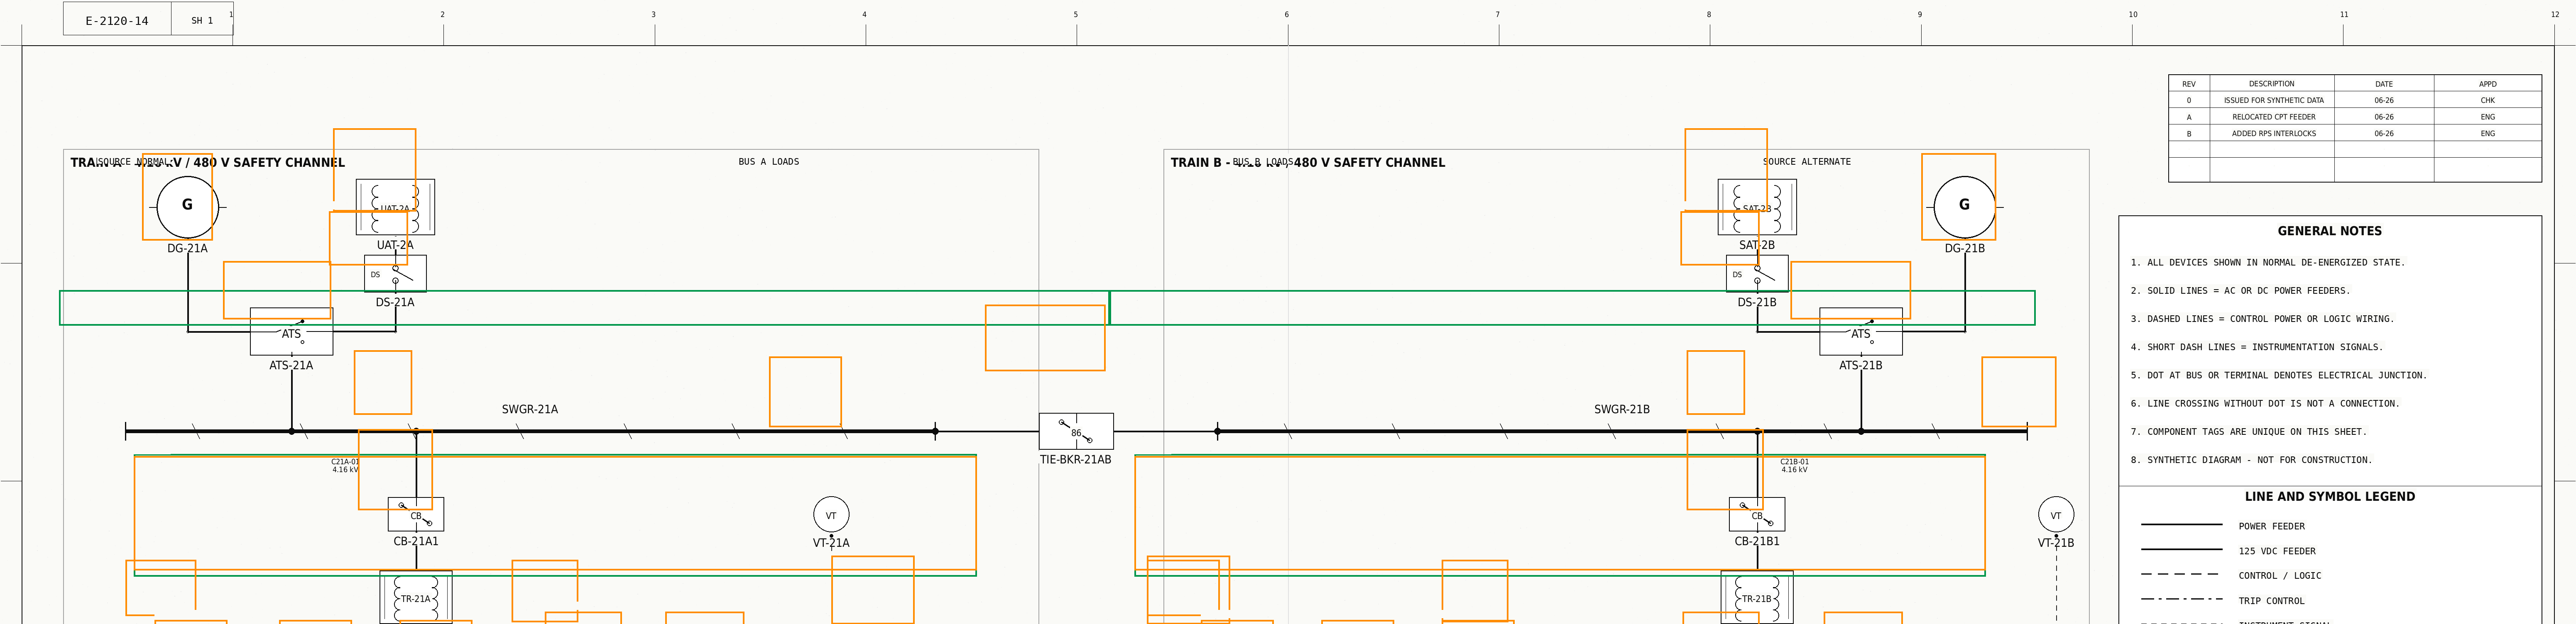 E-2120-14
SH 1
1
2
3
4
5
6
7
8
9
10
11
12
REV DESCRIPTION DATE APPD
0 ISSUED FOR SYNTHETIC DATA 06-26 CHK
A RELOCATED CPT FEEDER 06-26 ENG
B ADDED RPS INTERLOCKS 06-26 ENG
V / 480 V SAFETY CHANNEL
SOURCE NORMAL
BUS A LOADS
TRAIN B - 480 V SAFETY CHANNEL
BUS B LOADS
SOURCE ALTERNATE
G
DG-21A
UAT-2A
UAT-2A
DS
DS-21A
ATS
ATS-21A
SWGR-21A
C21A-01
4.16 kV
CB
CB-21A1
VT
VT-21A
TR-21A
86
TIE-BKR-21AB
SAT-2B
SAT-2B
DS
DS-21B
G
DG-21B
ATS
ATS-21B
SWGR-21B
C21B-01
4.16 kV
CB
CB-21B1
VT
VT-21B
TR-21B
GENERAL NOTES
1. ALL DEVICES SHOWN IN NORMAL DE-ENERGIZED STATE.
2. SOLID LINES = AC OR DC POWER FEEDERS.
3. DASHED LINES = CONTROL POWER OR LOGIC WIRING.
4. SHORT DASH LINES = INSTRUMENTATION SIGNALS.
5. DOT AT BUS OR TERMINAL DENOTES ELECTRICAL JUNCTION.
6. LINE CROSSING WITHOUT DOT IS NOT A CONNECTION.
7. COMPONENT TAGS ARE UNIQUE ON THIS SHEET.
8. SYNTHETIC DIAGRAM - NOT FOR CONSTRUCTION.
LINE AND SYMBOL LEGEND
POWER FEEDER
125 VDC FEEDER
CONTROL / LOGIC
TRIP CONTROL